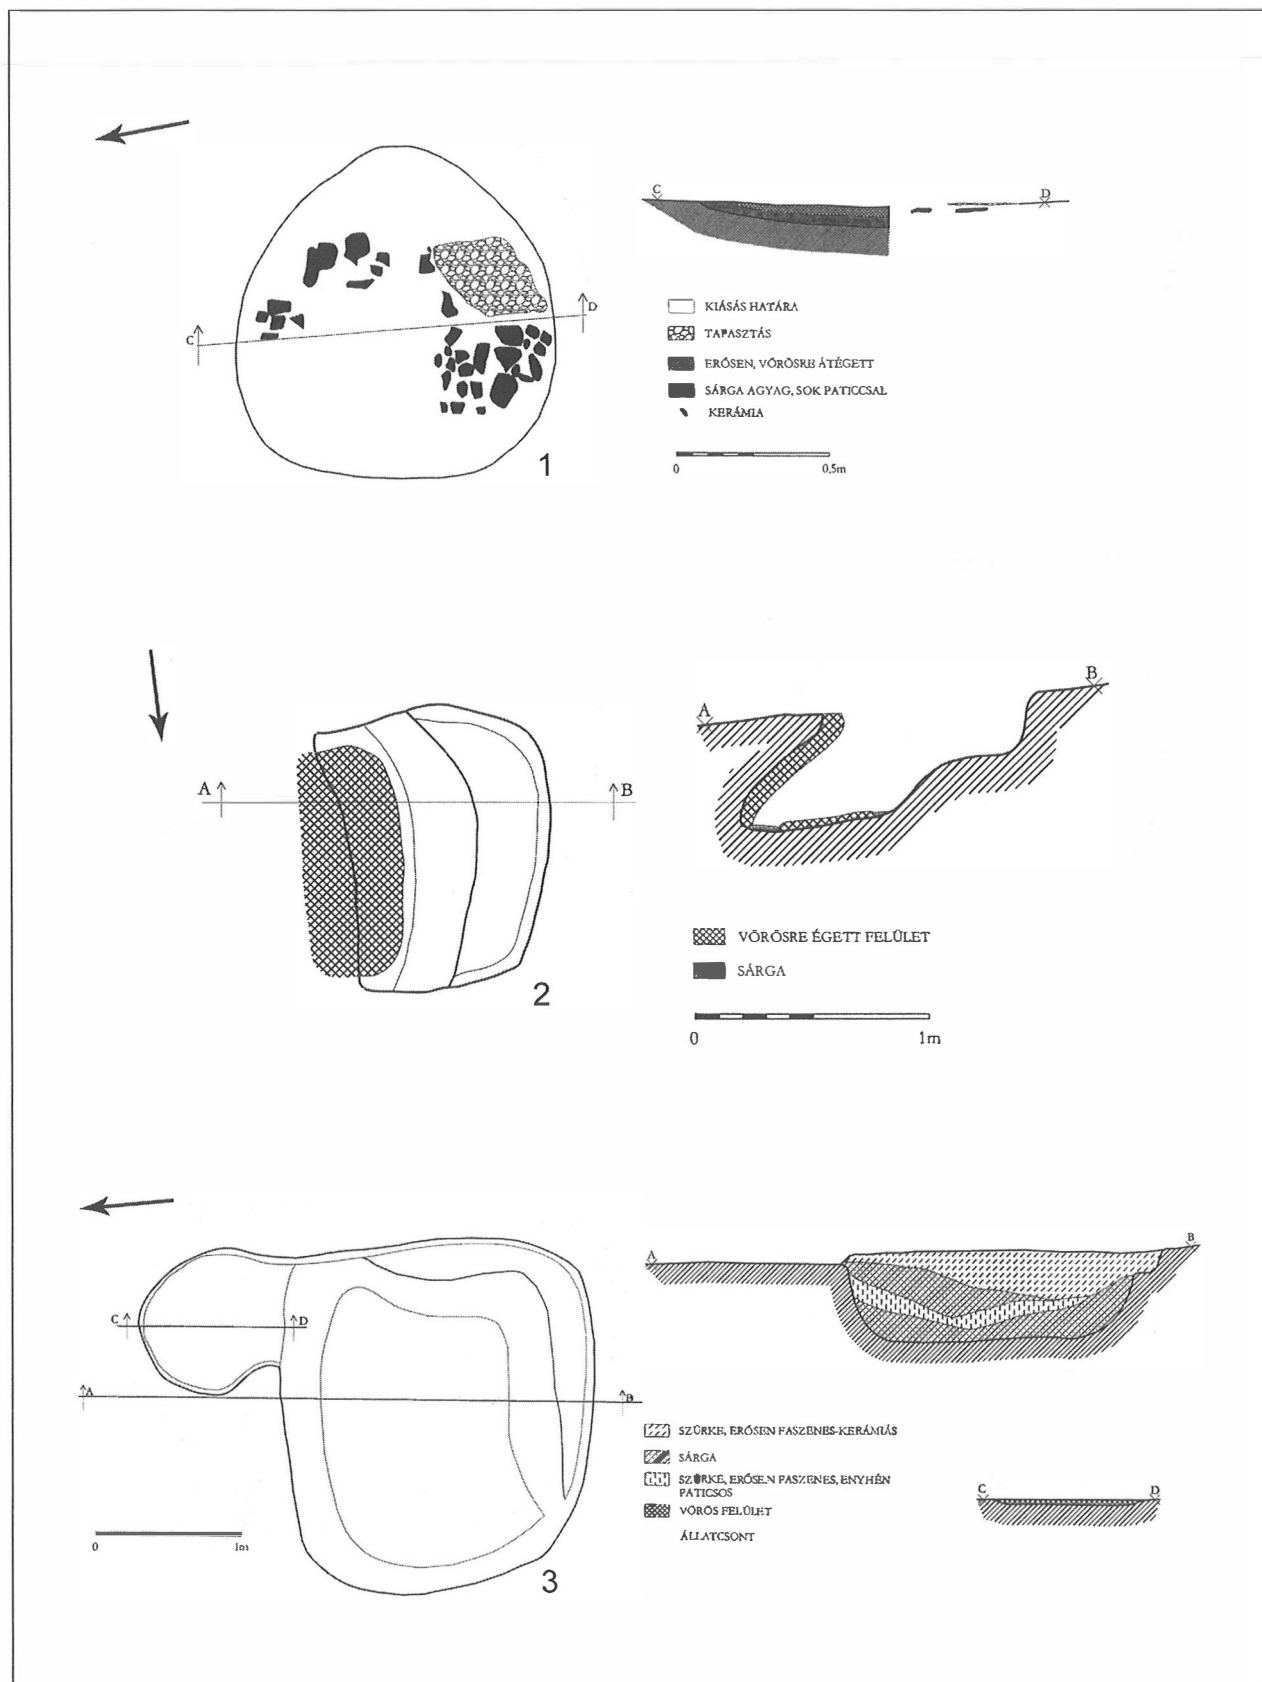 C
D
C
D
KIÁSÁS HATÁRA
TAPASZTÁS
ERŐSEN, VÖRÖSRE ÁTÉGETT
SÁRGA AGYAG, SOK PATICCSAL
KERÁMIA
0
0,5m
1
A
B
A
B
VÖRÖSRE ÉGETT FELÜLET
SÁRGA
0
1m
2
C
D
A
B
A
B
SZÜRKE, ERŐSEN FASZENES-KERÁMIÁS
SÁRGA
SZÜRKE, ERŐSEN FASZENES, ENYHÉN
PATICSOS
VÖRÖS FELÜLET
ÁLLATCSONT
C
D
0
1m
3